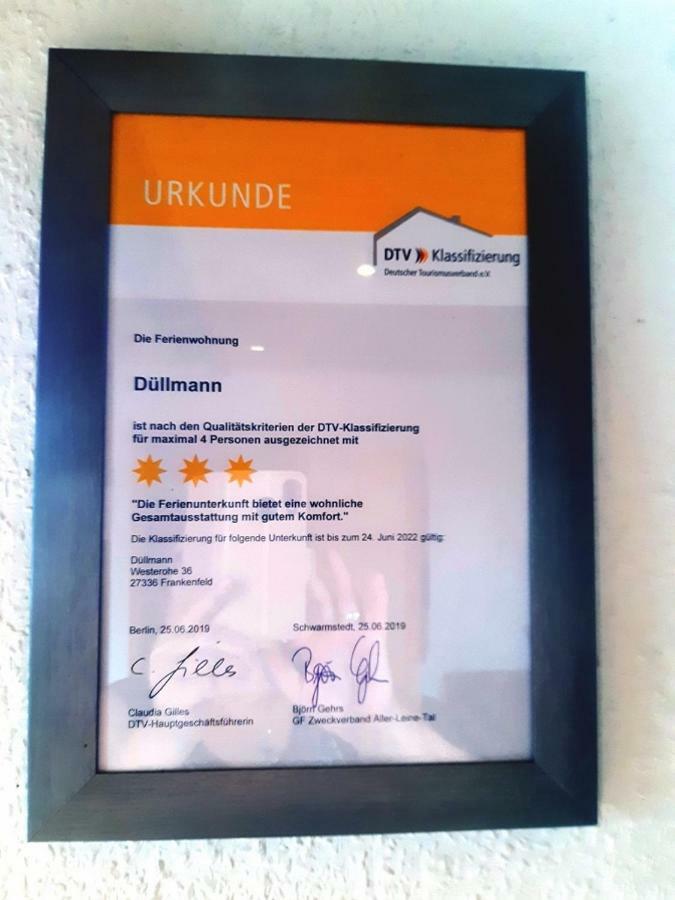 URKUNDE
DTV Klassifizierung
Deutscher Tourismusverband e.V.
Die Ferienwohnung
Düllmann
ist nach den Qualitätskriterien der DTV-Klassifizierung
für maximal 4 Personen ausgezeichnet mit
"Die Ferienunterkunft bietet eine wohnliche
Gesamtausstattung mit gutem Komfort."
Die Klassifizierung für folgende Unterkunft ist bis zum 24. Juni 2022 gültig:
Düllmann
Westerohe 36
27336 Frankenfeld
Berlin, 25.06.2019
C. Gilles
Claudia Gilles
DTV-Hauptgeschäftsführerin
Schwarmstedt, 25.06.2019
Björn Gehrs
GF Zweckverband Aller-Leine-Tal